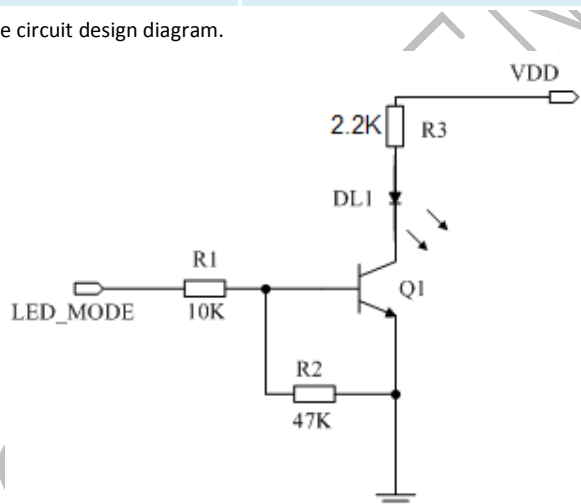 e circuit design diagram.
VDD
2.2K
R3
DL1
R1
Q1
LED_MODE
10K
R2
47K